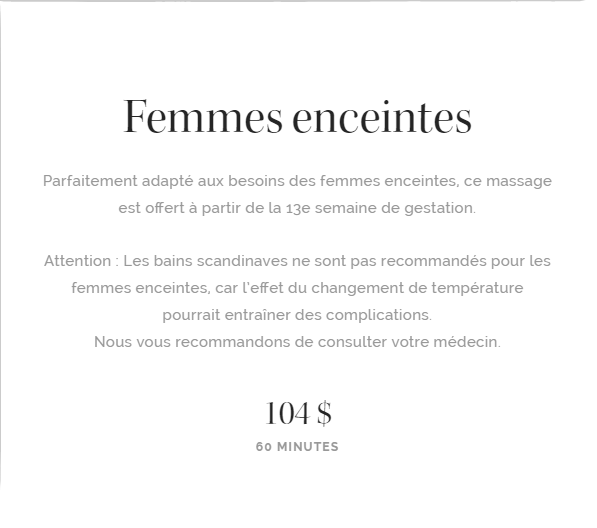 Femmes enceintes
Parfaitement adapté aux besoins des femmes enceintes, ce massage
est offert à partir de la 13e semaine de gestation.
Attention : Les bains scandinaves ne sont pas recommandés pour les
femmes enceintes, car l'effet du changement de température
pourrait entraîner des complications.
Nous vous recommandons de consulter votre médecin.
104 $
60 MINUTES